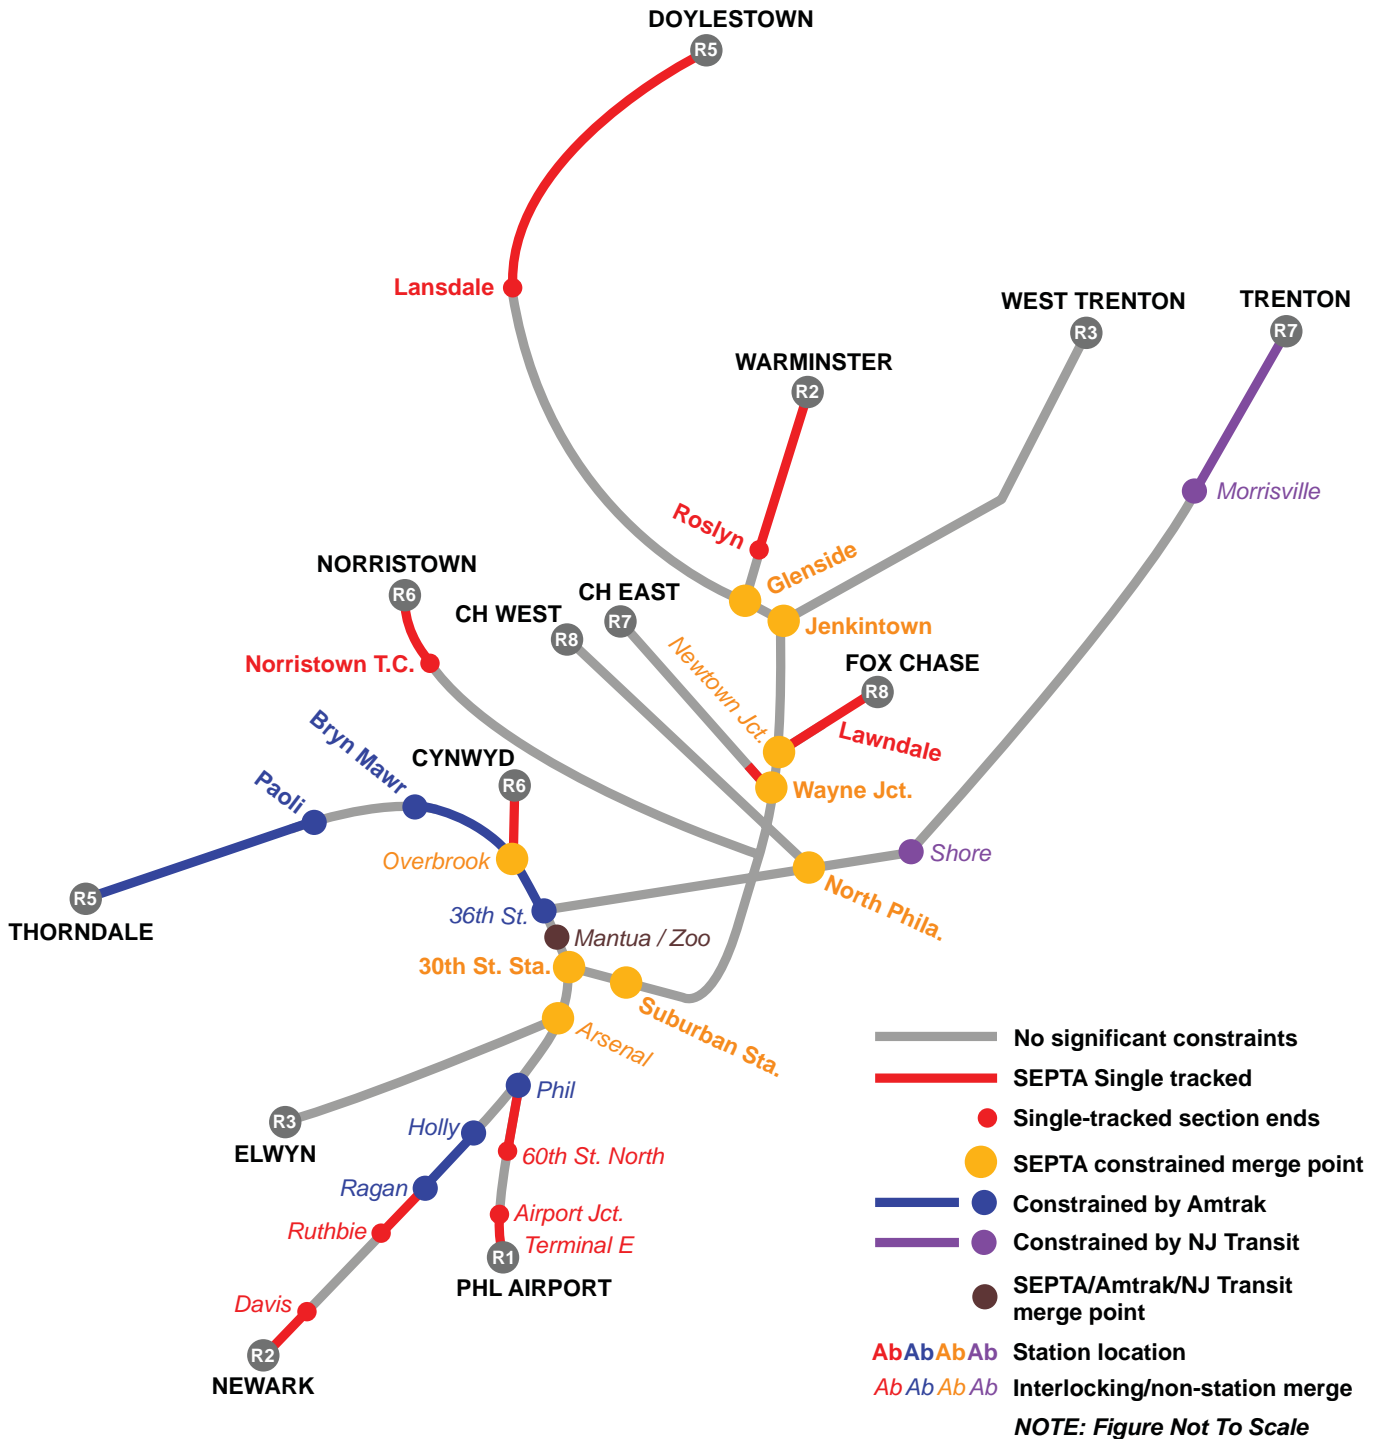 DOYLESTOWN
R5
Lansdale
WEST TRENTON
R3
TRENTON
R7
WARMINSTER
R2
Morrisville
Roslyn
Glenside
NORRISTOWN
R6
CH EAST
R7
CH WEST
R8
Jenkintown
Newtown Jct.
FOX CHASE
R8
Norristown T.C.
Lawndale
Bryn Mawr
CYNWYD
R6
Paoli
Wayne Jct.
Overbrook
Shore
R5
THORNDALE
North Phila.
36th St.
Mantua / Zoo
30th St. Sta.
Suburban Sta.
Arsenal
Phil
R3
ELWYN
Holly
60th St. North
Ragan
Ruthbie
Airport Jct.
Terminal E
R1
PHL AIRPORT
Davis
R2
NEWARK
No significant constraints
SEPTA Single tracked
Single-tracked section ends
SEPTA constrained merge point
Constrained by Amtrak
Constrained by NJ Transit
SEPTA/Amtrak/NJ Transit
merge point
AbAbAbAb Station location
Ab Ab Ab Ab Interlocking/non-station merge
NOTE: Figure Not To Scale